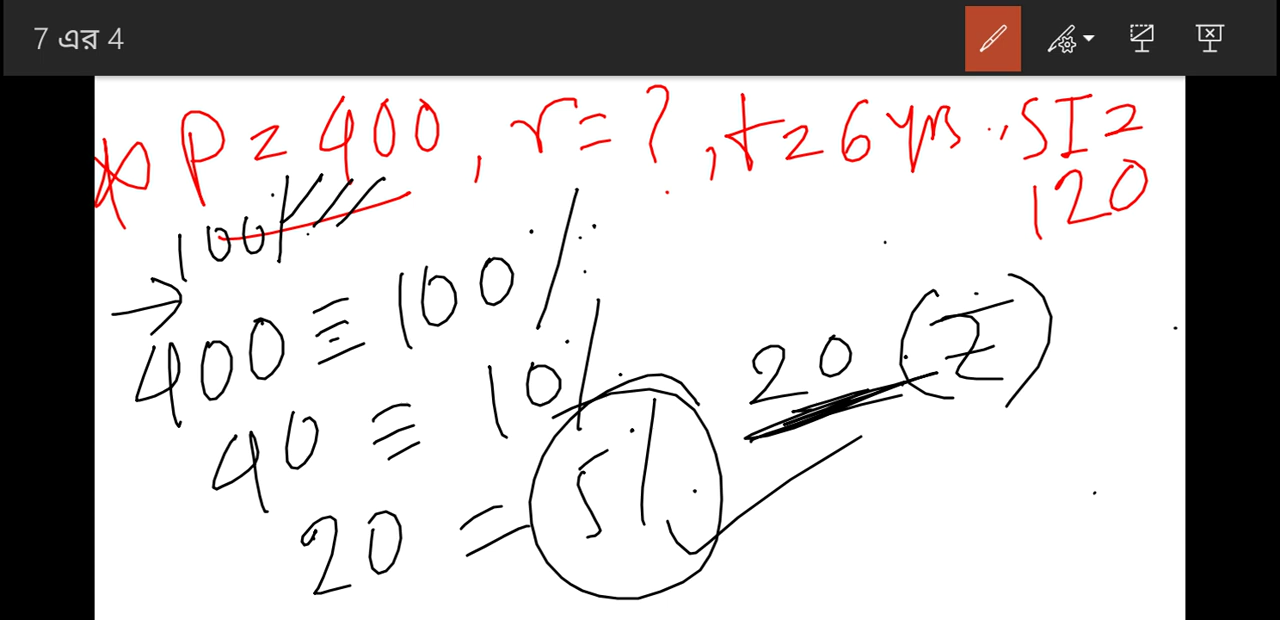 7 এর 4
* P = 400, r = ?, t = 6 yrs., SI =
120
100%
→
400 ≡ 100%
40 ≡ 10%
20 (I)
20 = 5%